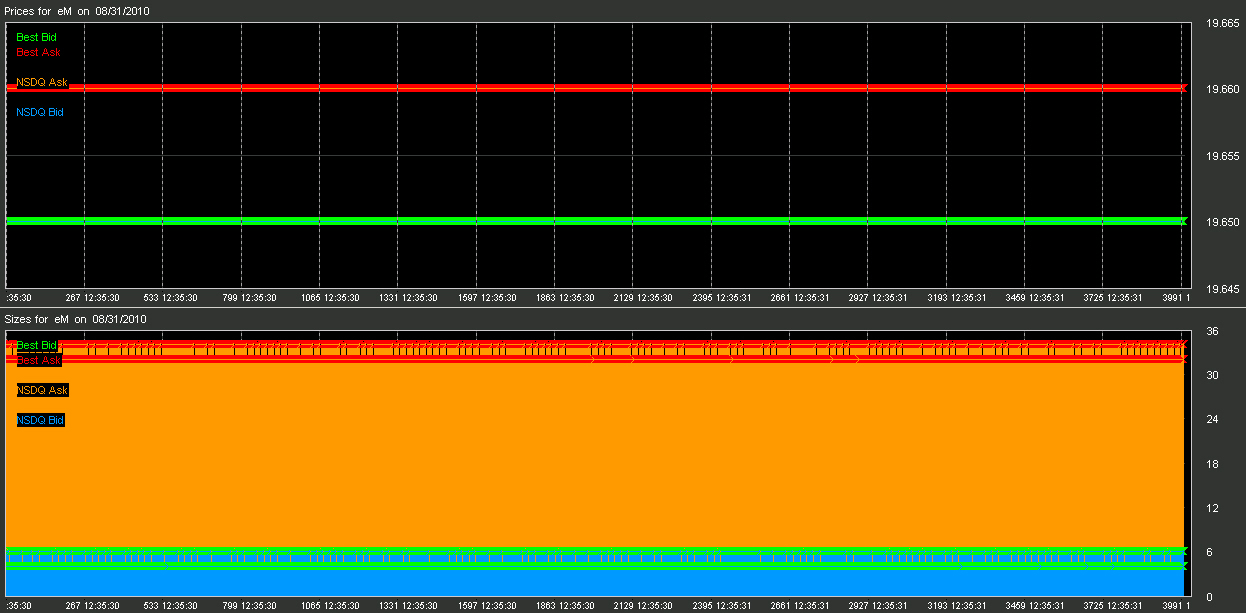 Prices for eM on 08/31/2010
19.665
Best Bid
Best Ask
NSDQ Ask
19.660
NSDQ Bid
19.655
19.650
19.645
:35:30 267 12:35:30 533 12:35:30 799 12:35:30 1065 12:35:30 1331 12:35:30 1597 12:35:30 1863 12:35:30 2129 12:35:30 2395 12:35:31 2661 12:35:31 2927 12:35:31 3193 12:35:31 3459 12:35:31 3725 12:35:31 3991 1
Sizes for eM on 08/31/2010
36
Best Bid
Best Ask
30
NSDQ Ask
24
NSDQ Bid
18
12
6
0
:35:30 267 12:35:30 533 12:35:30 799 12:35:30 1065 12:35:30 1331 12:35:30 1597 12:35:30 1863 12:35:30 2129 12:35:30 2395 12:35:31 2661 12:35:31 2927 12:35:31 3193 12:35:31 3459 12:35:31 3725 12:35:31 3991 1